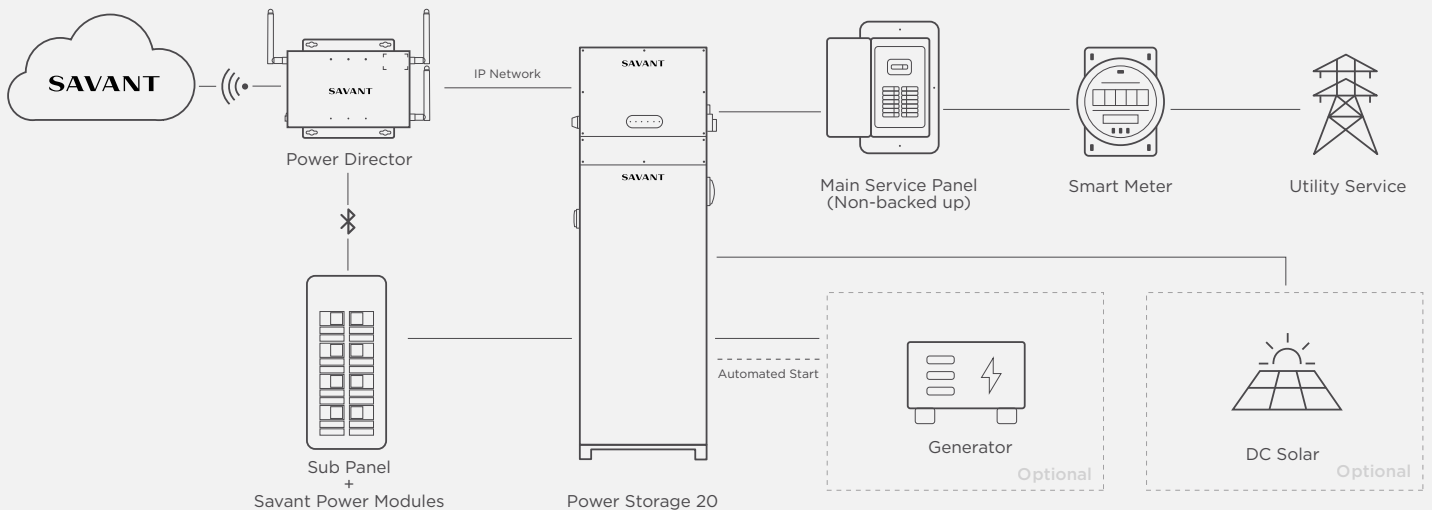 SAVANT
SAVANT
Power Director
IP Network
SAVANT
SAVANT
Main Service Panel
(Non-backed up)
Smart Meter
Utility Service
Sub Panel
+
Savant Power Modules
Power Storage 20
Automated Start
Generator
Optional
DC Solar
Optional